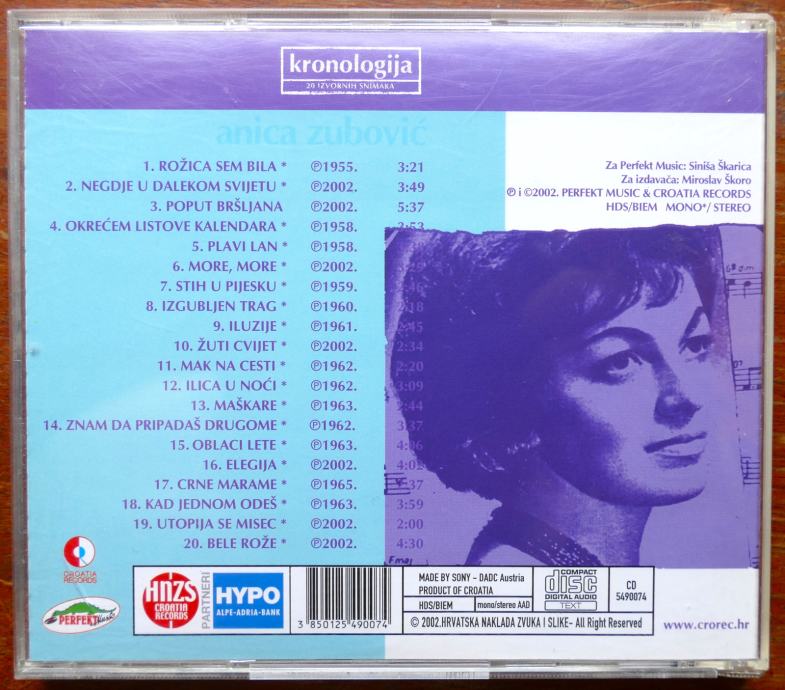 kronologija
20 IZVORNIH SNIMAKA
anica zubović
1. ROŽICA SEM BILA * ℗1955. 3:21
2. NEGDJE U DALEKOM SVIJETU * ℗2002. 3:49
3. POPUT BRŠLJANA ℗2002. 5:37
4. OKREĆEM LISTOVE KALENDARA * ℗1958. 2:53
5. PLAVI LAN * ℗1958.
6. MORE, MORE * ℗2002.
7. STIH U PIJESKU * ℗1959.
8. IZGUBLJEN TRAG * ℗1960.
9. ILUZIJE * ℗1961. 2:45
10. ŽUTI CVIJET * ℗2002. 2:34
11. MAK NA CESTI * ℗1962. 2:20
12. ILICA U NOĆI * ℗1962. 3:09
13. MAŠKARE * ℗1963. 2:44
14. ZNAM DA PRIPADAŠ DRUGOME * ℗1962. 3:37
15. OBLACI LETE * ℗1963.
16. ELEGIJA * ℗2002.
17. CRNE MARAME * ℗1965.
18. KAD JEDNOM ODEŠ * ℗1963. 3:59
19. UTOPIJA SE MISEC * ℗2002. 2:00
20. BELE ROŽE * ℗2002. 4:30
Za Perfekt Music: Siniša Škarica
Za izdavača: Miroslav Škoro
℗ i ©2002. PERFEKT MUSIC & CROATIA RECORDS
HDS/BIEM MONO*/ STEREO
Fmaj
CROATIA
RECORDS
PERFEKT Music
HNZS
CROATIA
RECORDS
PARTNERI
HYPO
ALPE-ADRIA-BANK
3 850125 490074
MADE BY SONY - DADC Austria
PRODUCT OF CROATIA
HDS/BIEM mono/stereo AAD
COMPACT
disc
DIGITAL AUDIO
TEXT
CD
5490074
© 2002.HRVATSKA NAKLADA ZVUKA I SLIKE- All Right Reserved
www.crorec.hr